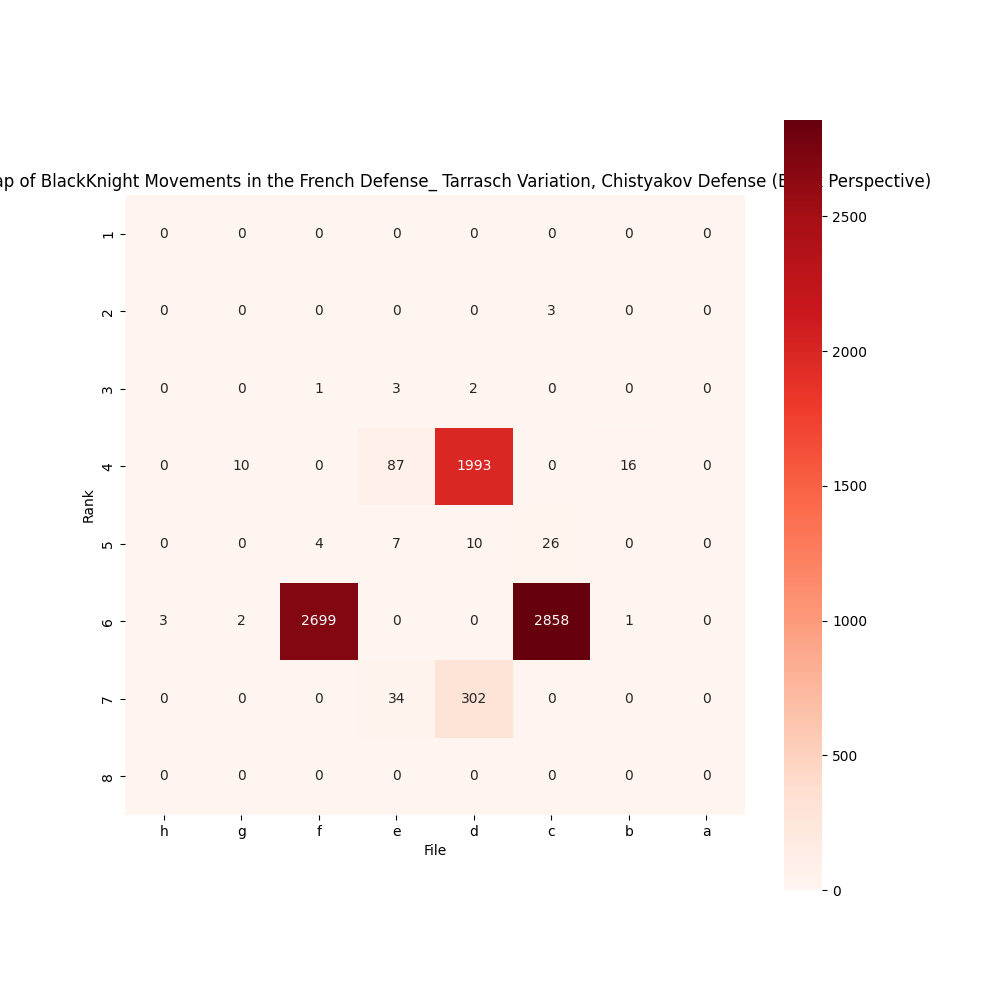 of BlackKnight Movements in the French Defense_ Tarrasch Variation, Chistyakov Defense ( Perspective)
1 0 0 0 0 0 0 0 0
2 0 0 0 0 0 3 0 0
3 0 0 1 3 2 0 0 0
4 0 10 0 87 1993 0 16 0
5 0 0 4 7 10 26 0 0
6 3 2 2699 0 0 2858 1 0
7 0 0 0 34 302 0 0 0
8 0 0 0 0 0 0 0 0
h g f e d c b a
File
Rank
2500
2000
1500
1000
500
0